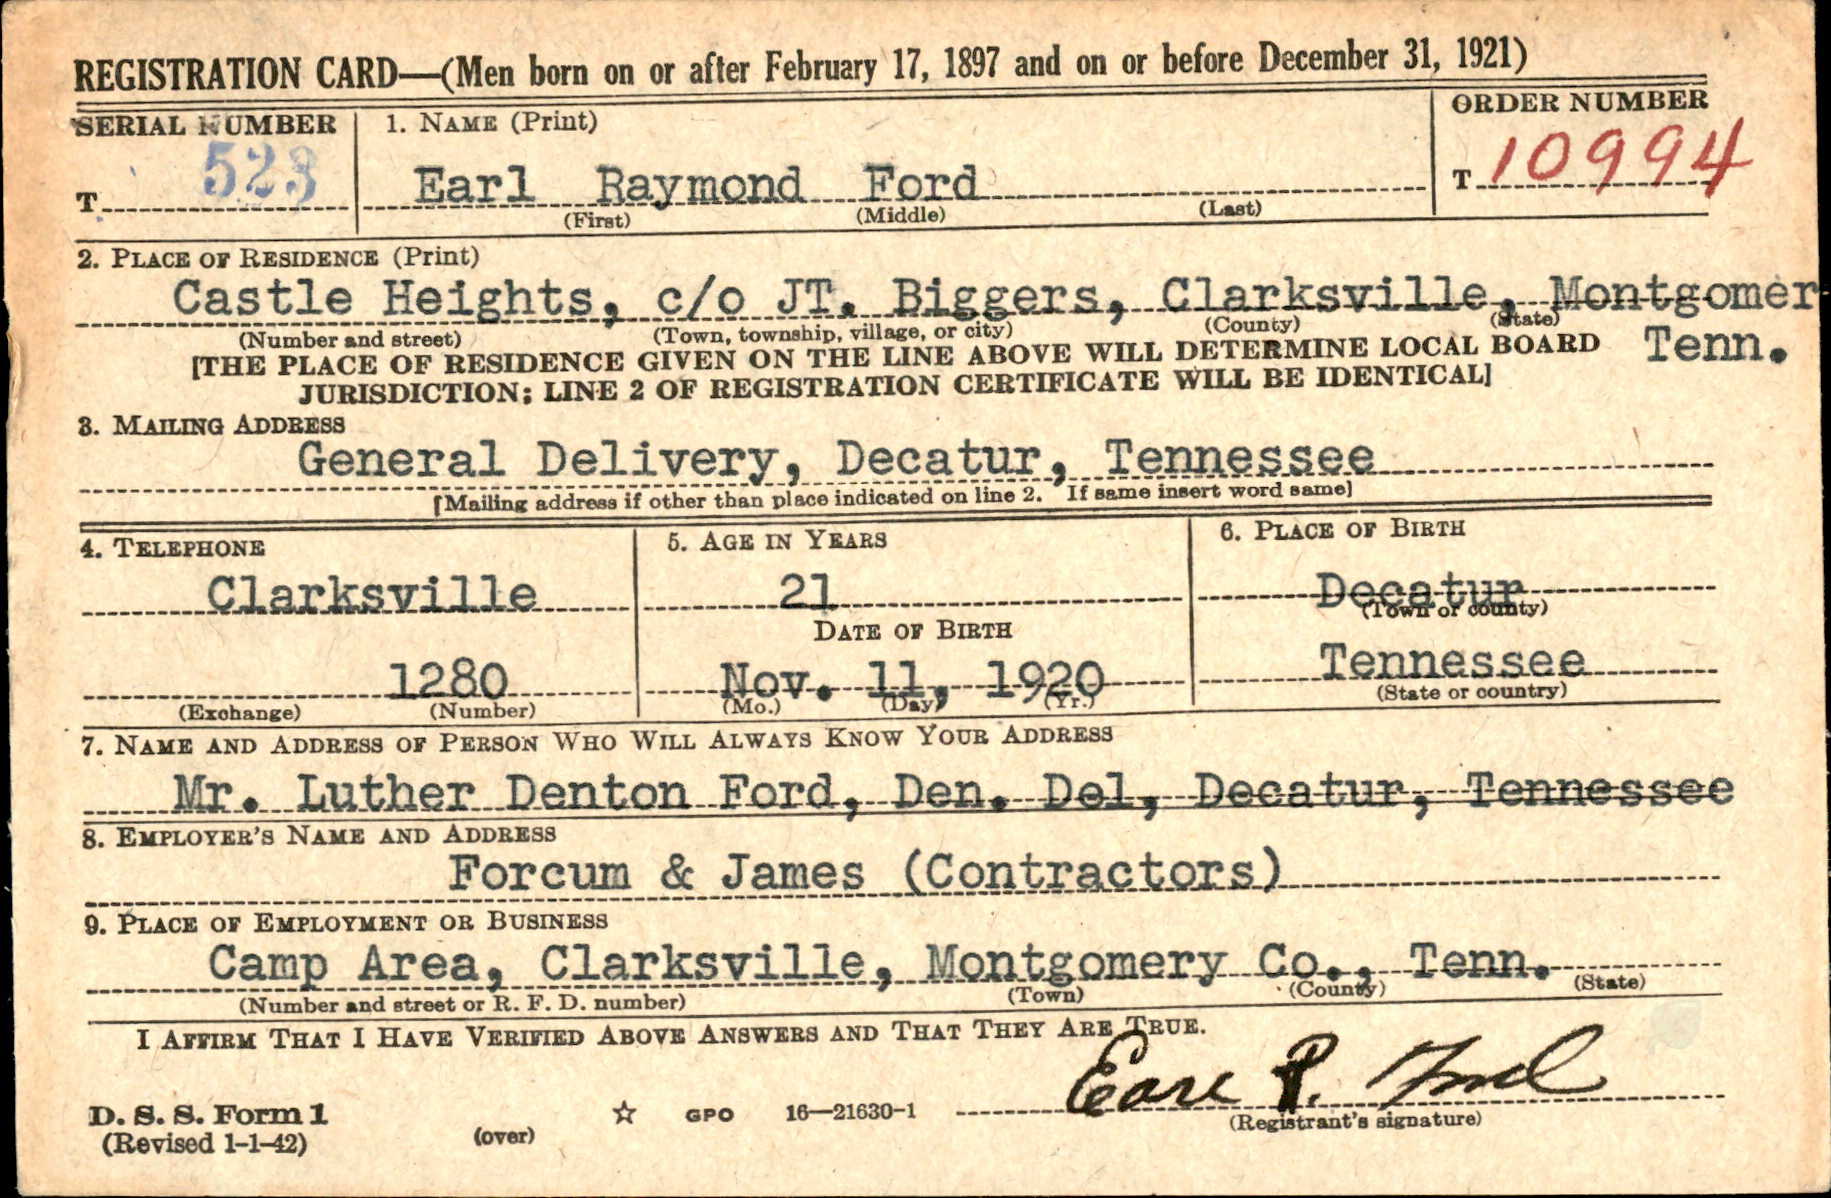 REGISTRATION CARD—(Men born on or after February 17, 1897 and on or before December 31, 1921)
SERIAL NUMBER 1. NAME (Print) ORDER NUMBER
T 523 Earl Raymond Ford T 10994
(First) (Middle) (Last)
2. PLACE OF RESIDENCE (Print)
Castle Heights, c/o JT. Biggers, Clarksville, Montgomer
(Number and street) (Town, township, village, or city) (County) (State)
Tenn.
[THE PLACE OF RESIDENCE GIVEN ON THE LINE ABOVE WILL DETERMINE LOCAL BOARD
JURISDICTION; LINE 2 OF REGISTRATION CERTIFICATE WILL BE IDENTICAL]
3. MAILING ADDRESS
General Delivery, Decatur, Tennessee
[Mailing address if other than place indicated on line 2. If same insert word same]
4. TELEPHONE 5. AGE IN YEARS 6. PLACE OF BIRTH
Clarksville 21 Decatur
(Town or county)
DATE OF BIRTH
1280 Nov. 11, 1920 Tennessee
(Exchange) (Number) (Mo.) (Day) (Yr.) (State or country)
7. NAME AND ADDRESS OF PERSON WHO WILL ALWAYS KNOW YOUR ADDRESS
Mr. Luther Denton Ford, Den. Del, Decatur, Tennessee
8. EMPLOYER'S NAME AND ADDRESS
Forcum & James (Contractors)
9. PLACE OF EMPLOYMENT OR BUSINESS
Camp Area, Clarksville, Montgomery Co., Tenn.
(Number and street or R. F. D. number) (Town) (County) (State)
I AFFIRM THAT I HAVE VERIFIED ABOVE ANSWERS AND THAT THEY ARE TRUE.
Earl R. Ford
D. S. S. Form 1 ☆ GPO 16—21630-1 (Registrant's signature)
(Revised 1-1-42) (over)